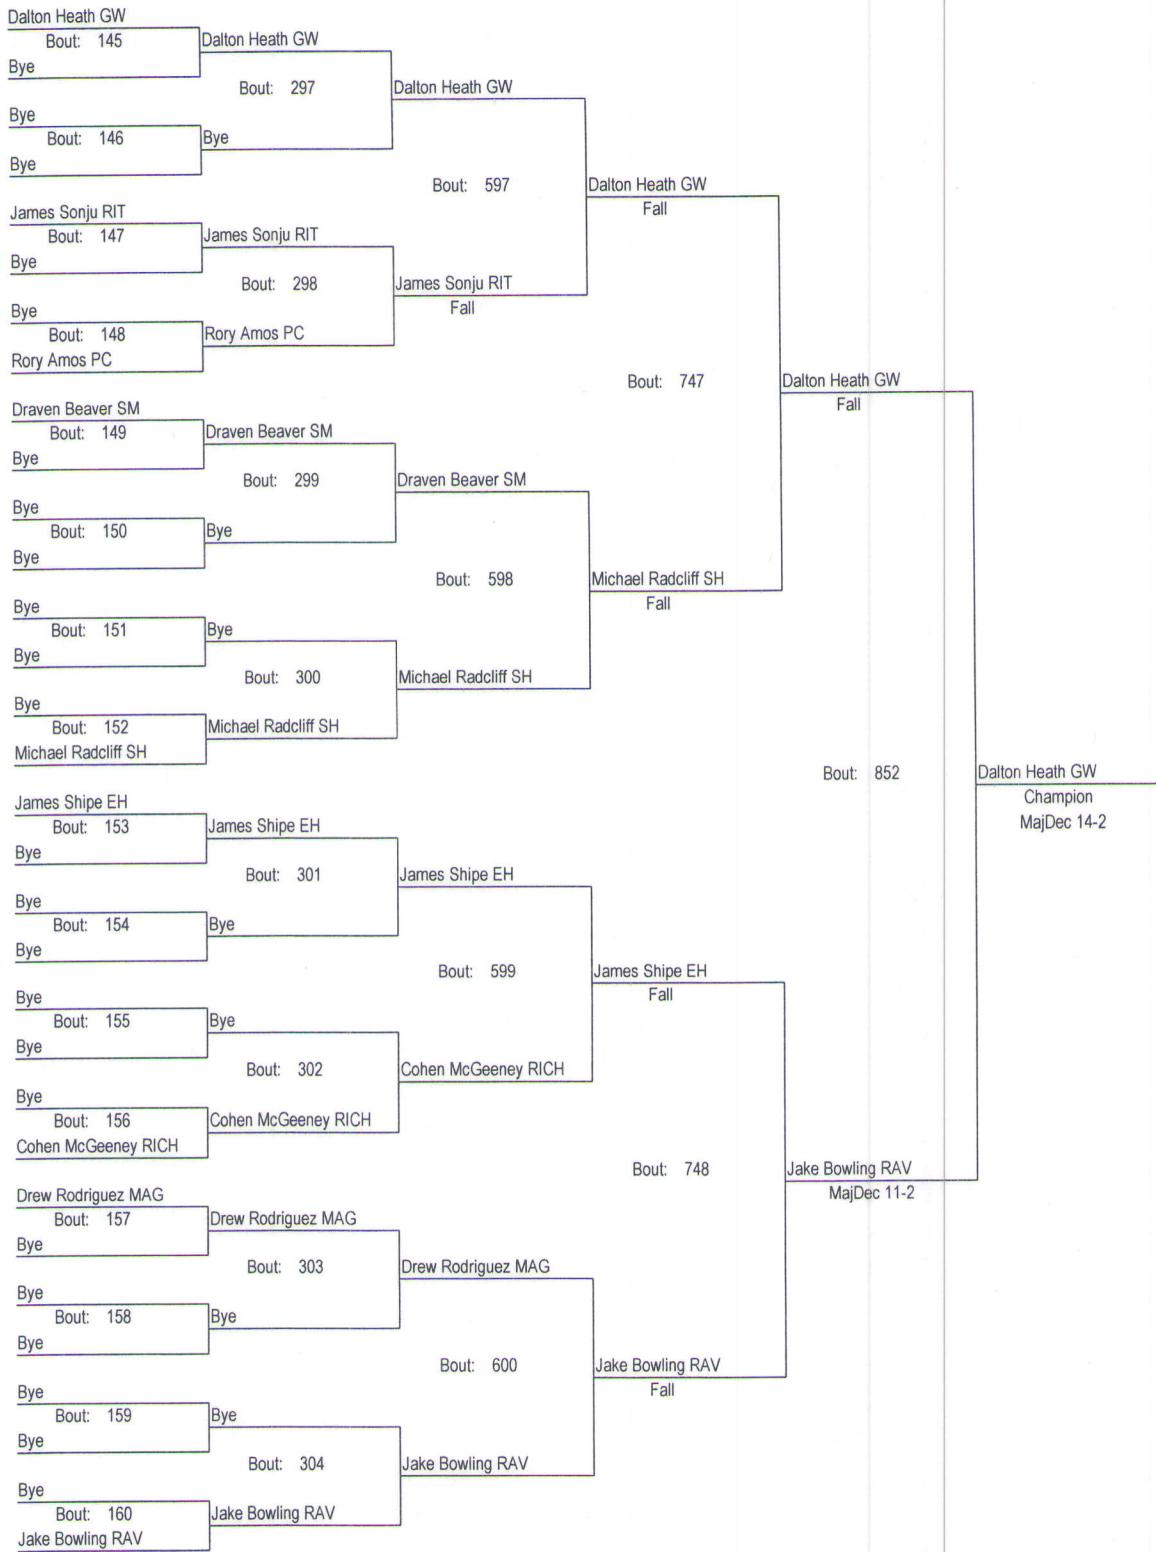 Dalton Heath GW
Bout: 145
Bye
Dalton Heath GW
Bout: 297
Bye
Bout: 146
Bye
Bye
Dalton Heath GW
Bout: 597
James Sonju RIT
Bout: 147
Bye
James Sonju RIT
Bout: 298
Bye
Bout: 148
Rory Amos PC
Rory Amos PC
James Sonju RIT
Fall
Dalton Heath GW
Fall
Bout: 747
Draven Beaver SM
Bout: 149
Bye
Draven Beaver SM
Bout: 299
Bye
Bout: 150
Bye
Bye
Draven Beaver SM
Bout: 598
Bye
Bout: 151
Bye
Bye
Bout: 300
Bye
Bout: 152
Michael Radcliff SH
Michael Radcliff SH
Michael Radcliff SH
Michael Radcliff SH
Fall
Dalton Heath GW
Fall
Bout: 852
James Shipe EH
Bout: 153
Bye
James Shipe EH
Bout: 301
Bye
Bout: 154
Bye
Bye
James Shipe EH
Bout: 599
Bye
Bout: 155
Bye
Bye
Bout: 302
Bye
Bout: 156
Cohen McGeeney RICH
Cohen McGeeney RICH
Cohen McGeeney RICH
James Shipe EH
Fall
Bout: 748
Drew Rodriguez MAG
Bout: 157
Bye
Drew Rodriguez MAG
Bout: 303
Bye
Bout: 158
Bye
Bye
Drew Rodriguez MAG
Bout: 600
Bye
Bout: 159
Bye
Bye
Bout: 304
Bye
Bout: 160
Jake Bowling RAV
Jake Bowling RAV
Jake Bowling RAV
Jake Bowling RAV
Fall
Jake Bowling RAV
MajDec 11-2
Dalton Heath GW
Champion
MajDec 14-2